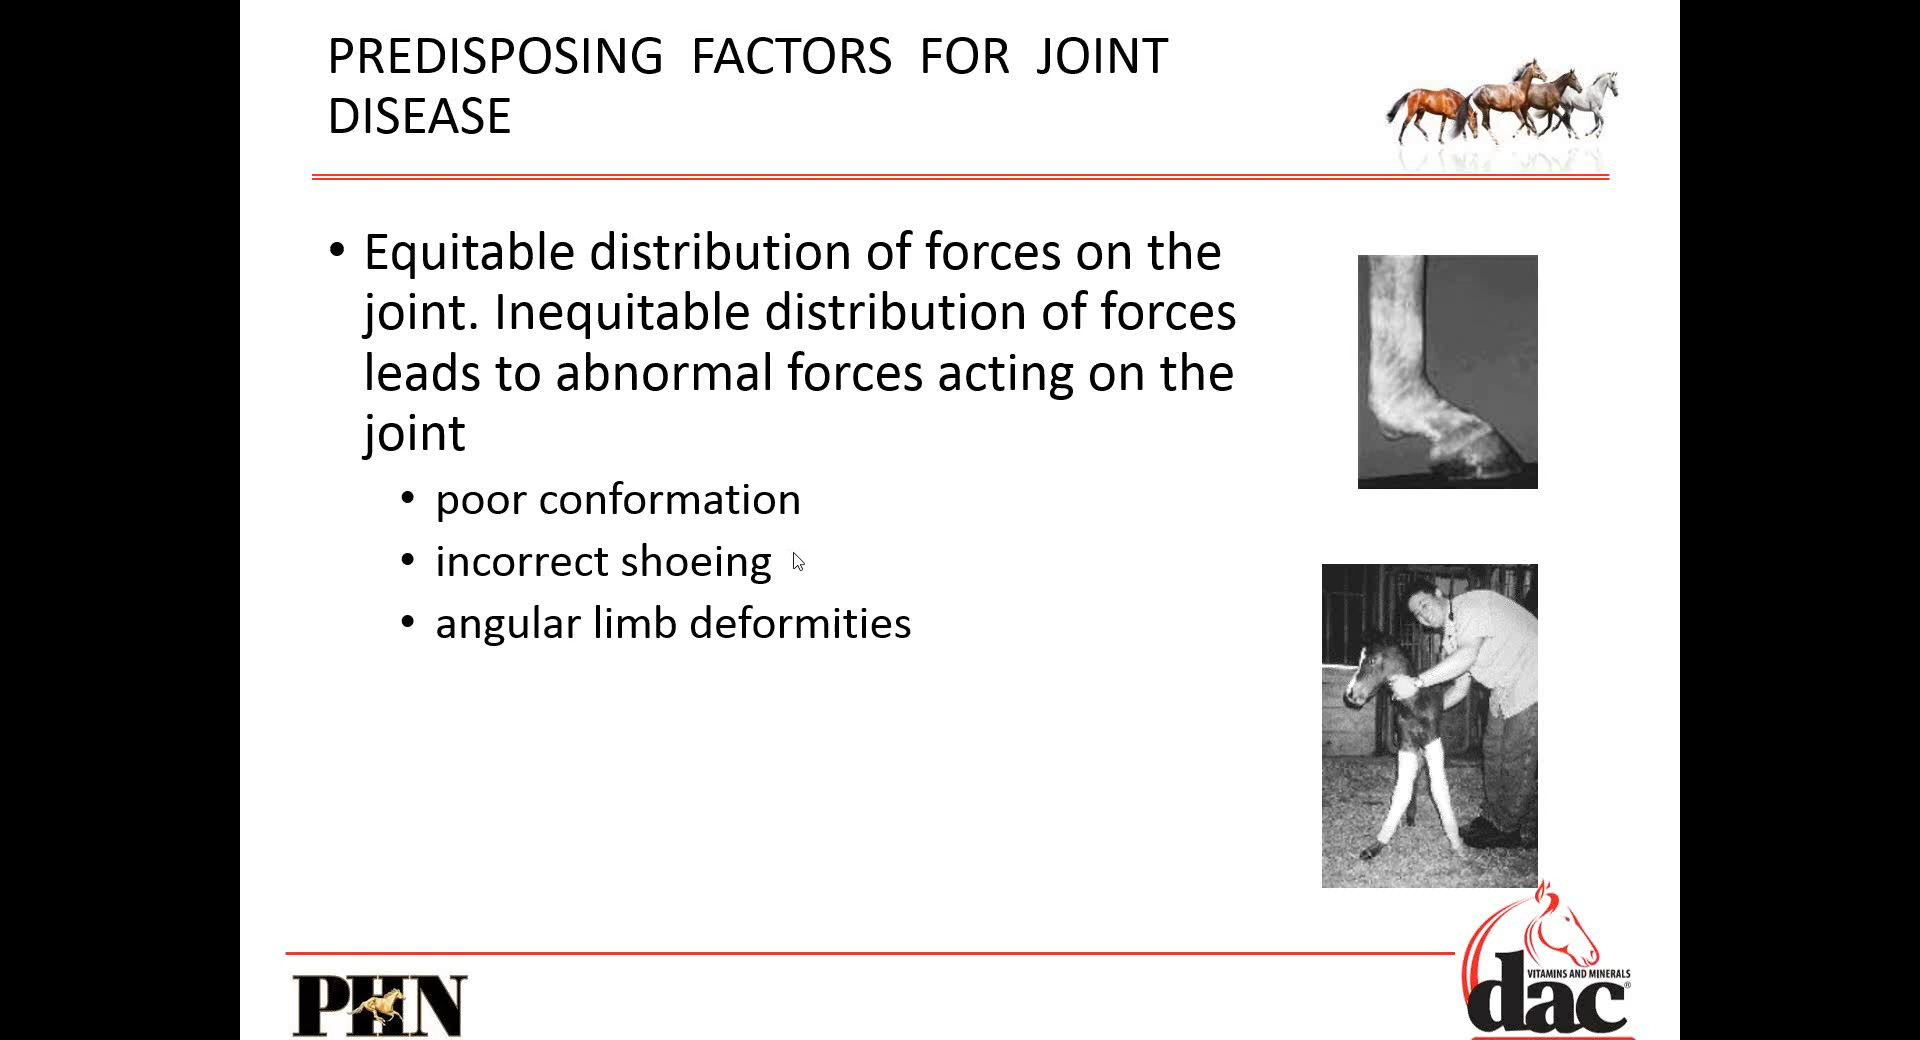 PREDISPOSING FACTORS FOR JOINT
DISEASE
• Equitable distribution of forces on the
joint. Inequitable distribution of forces
leads to abnormal forces acting on the
joint
• poor conformation
• incorrect shoeing
• angular limb deformities
PHN
VITAMINS AND MINERALS
dac®